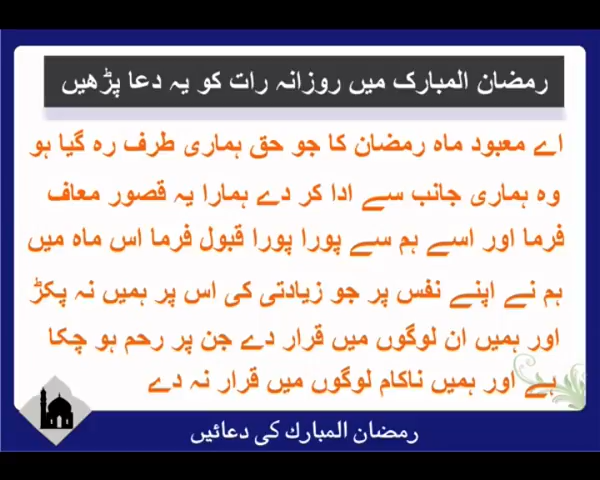 رمضان المبارک میں روزانہ رات کو یہ دعا پڑھیں
اے معبود ماہ رمضان کا جو حق ہماری طرف رہ گیا ہو
وہ ہماری جانب سے ادا کر دے ہمارا یہ قصور معاف
فرما اور اسے ہم سے پورا پورا قبول فرما اس ماہ میں
ہم نے اپنے نفس پر جو زیادتی کی اس پر ہمیں نہ پکڑ
اور ہمیں ان لوگوں میں قرار دے جن پر رحم ہو چکا
ہے اور ہمیں ناکام لوگوں میں قرار نہ دے
رمضان المبارک کی دعائیں